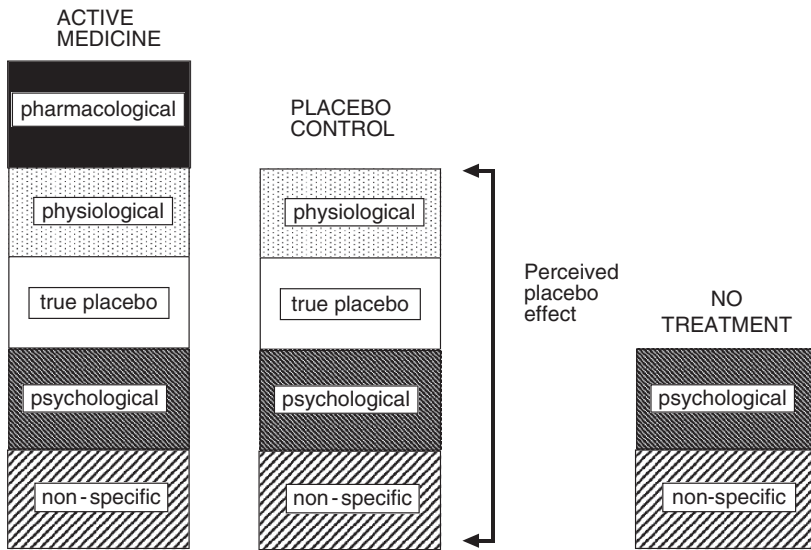 ACTIVE
MEDICINE
pharmacological
physiological
true placebo
psychological
non-specific
PLACEBO
CONTROL
physiological
true placebo
psychological
non-specific
Perceived
placebo
effect
NO
TREATMENT
psychological
non-specific